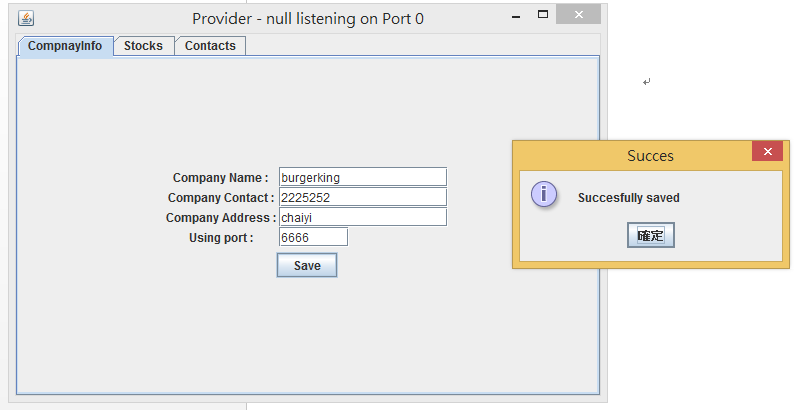 Provider - null listening on Port 0
CompnayInfo Stocks Contacts
Company Name : burgerking
Company Contact : 2225252
Company Address : chaiyi
Using port : 6666
Save
Succes
Succesfully saved
確定